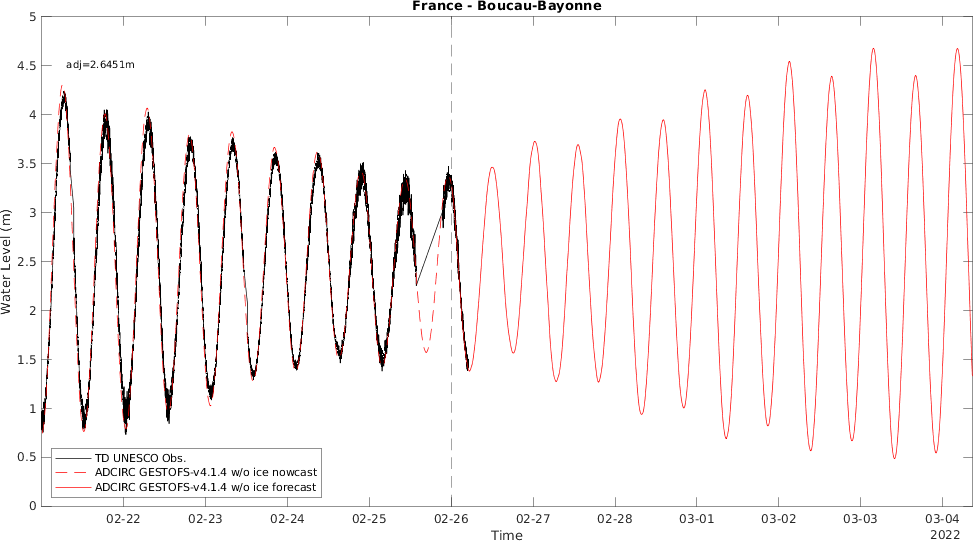 France - Boucau-Bayonne
5
4.5
4
3.5
3
2.5
2
1.5
1
0.5
0
Water Level (m)
adj=2.6451m
TD UNESCO Obs.
ADCIRC GESTOFS-v4.1.4 w/o ice nowcast
ADCIRC GESTOFS-v4.1.4 w/o ice forecast
02-22 02-23 02-24 02-25 02-26 02-27 02-28 03-01 03-02 03-03 03-04
2022
Time